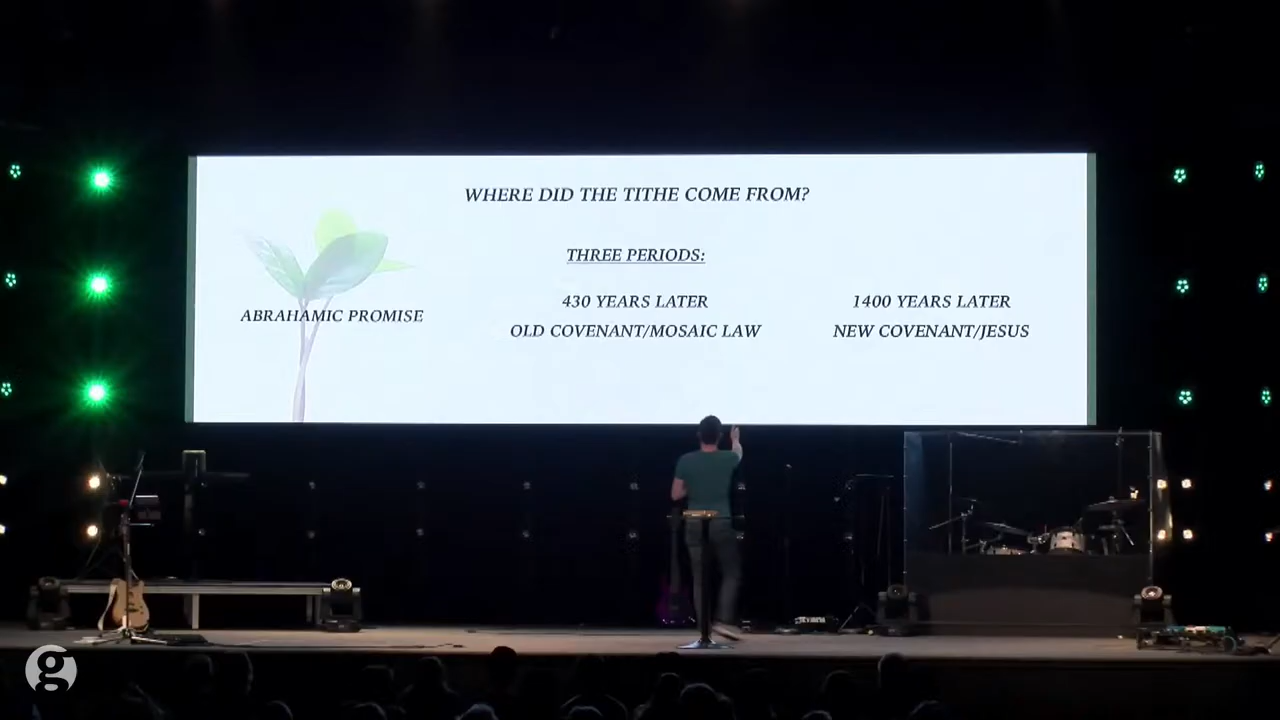 WHERE DID THE TITHE COME FROM?
THREE PERIODS:
ABRAHAMIC PROMISE
430 YEARS LATER
OLD COVENANT/MOSAIC LAW
1400 YEARS LATER
NEW COVENANT/JESUS
g